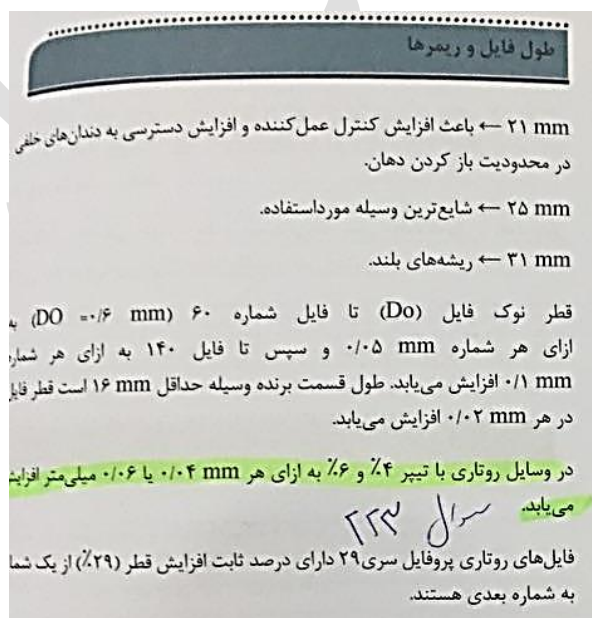 طول فایل و ریمرها
۲۱ mm ← باعث افزایش کنترل عمل‌کننده و افزایش دسترسی به دندان‌های خلفی
در محدودیت باز کردن دهان.
۲۵ mm ← شایع‌ترین وسیله مورداستفاده.
۳۱ mm ← ریشه‌های بلند.
قطر نوک فایل (Do) تا فایل شماره ۶۰ (DO =۰/۶ mm) به
ازای هر شماره ۰/۰۵ mm و سپس تا فایل ۱۴۰ به ازای هر شماره
۰/۱ mm افزایش می‌یابد. طول قسمت برنده وسیله حداقل ۱۶ mm است قطر فایل
در هر mm ۰/۰۲ افزایش می‌یابد.
در وسایل روتاری با تیپر ۴٪ و ۶٪ به ازای هر mm ۰/۰۴ یا ۰/۰۶ میلی‌متر افزایش
می‌یابد. سوال ۲۲۳
فایل‌های روتاری پروفایل سری۲۹ دارای درصد ثابت افزایش قطر (۲۹٪) از یک شما
به شماره بعدی هستند.